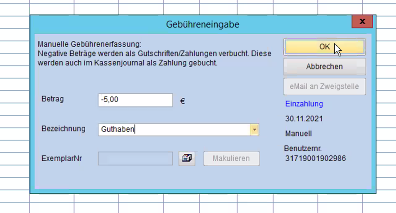 Gebühreneingabe
x
Manuelle Gebührenerfassung:
Negative Beträge werden als Gutschriften/Zahlungen verbucht. Diese
werden auch im Kassenjournal als Zahlung gebucht.
OK
Abbrechen
eMail an Zweigstelle
Betrag
-5,00
€
Einzahlung
30.11.2021
Bezeichnung
Guthaben
Manuell
Benutzernr.
31719001902986
ExemplarNr
Makulieren